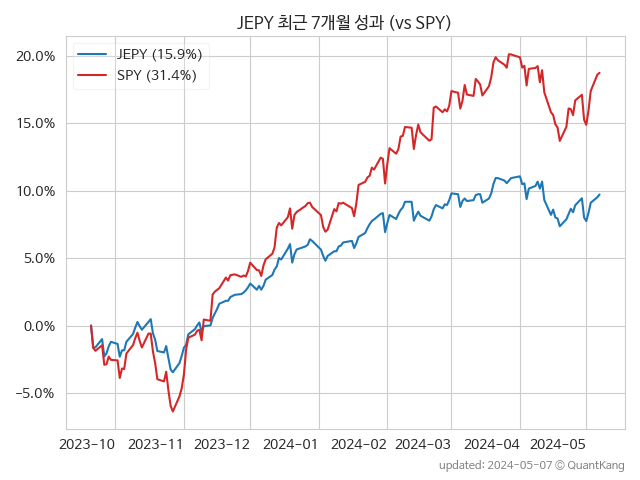 JEPY 최근 7개월 성과 (vs SPY)
JEPY (15.9%)
SPY (31.4%)
20.0%
15.0%
10.0%
5.0%
0.0%
−5.0%
2023−10 2023−11 2023−12 2024−01 2024−02 2024−03 2024−04 2024−05
updated: 2024-05-07 © QuantKang